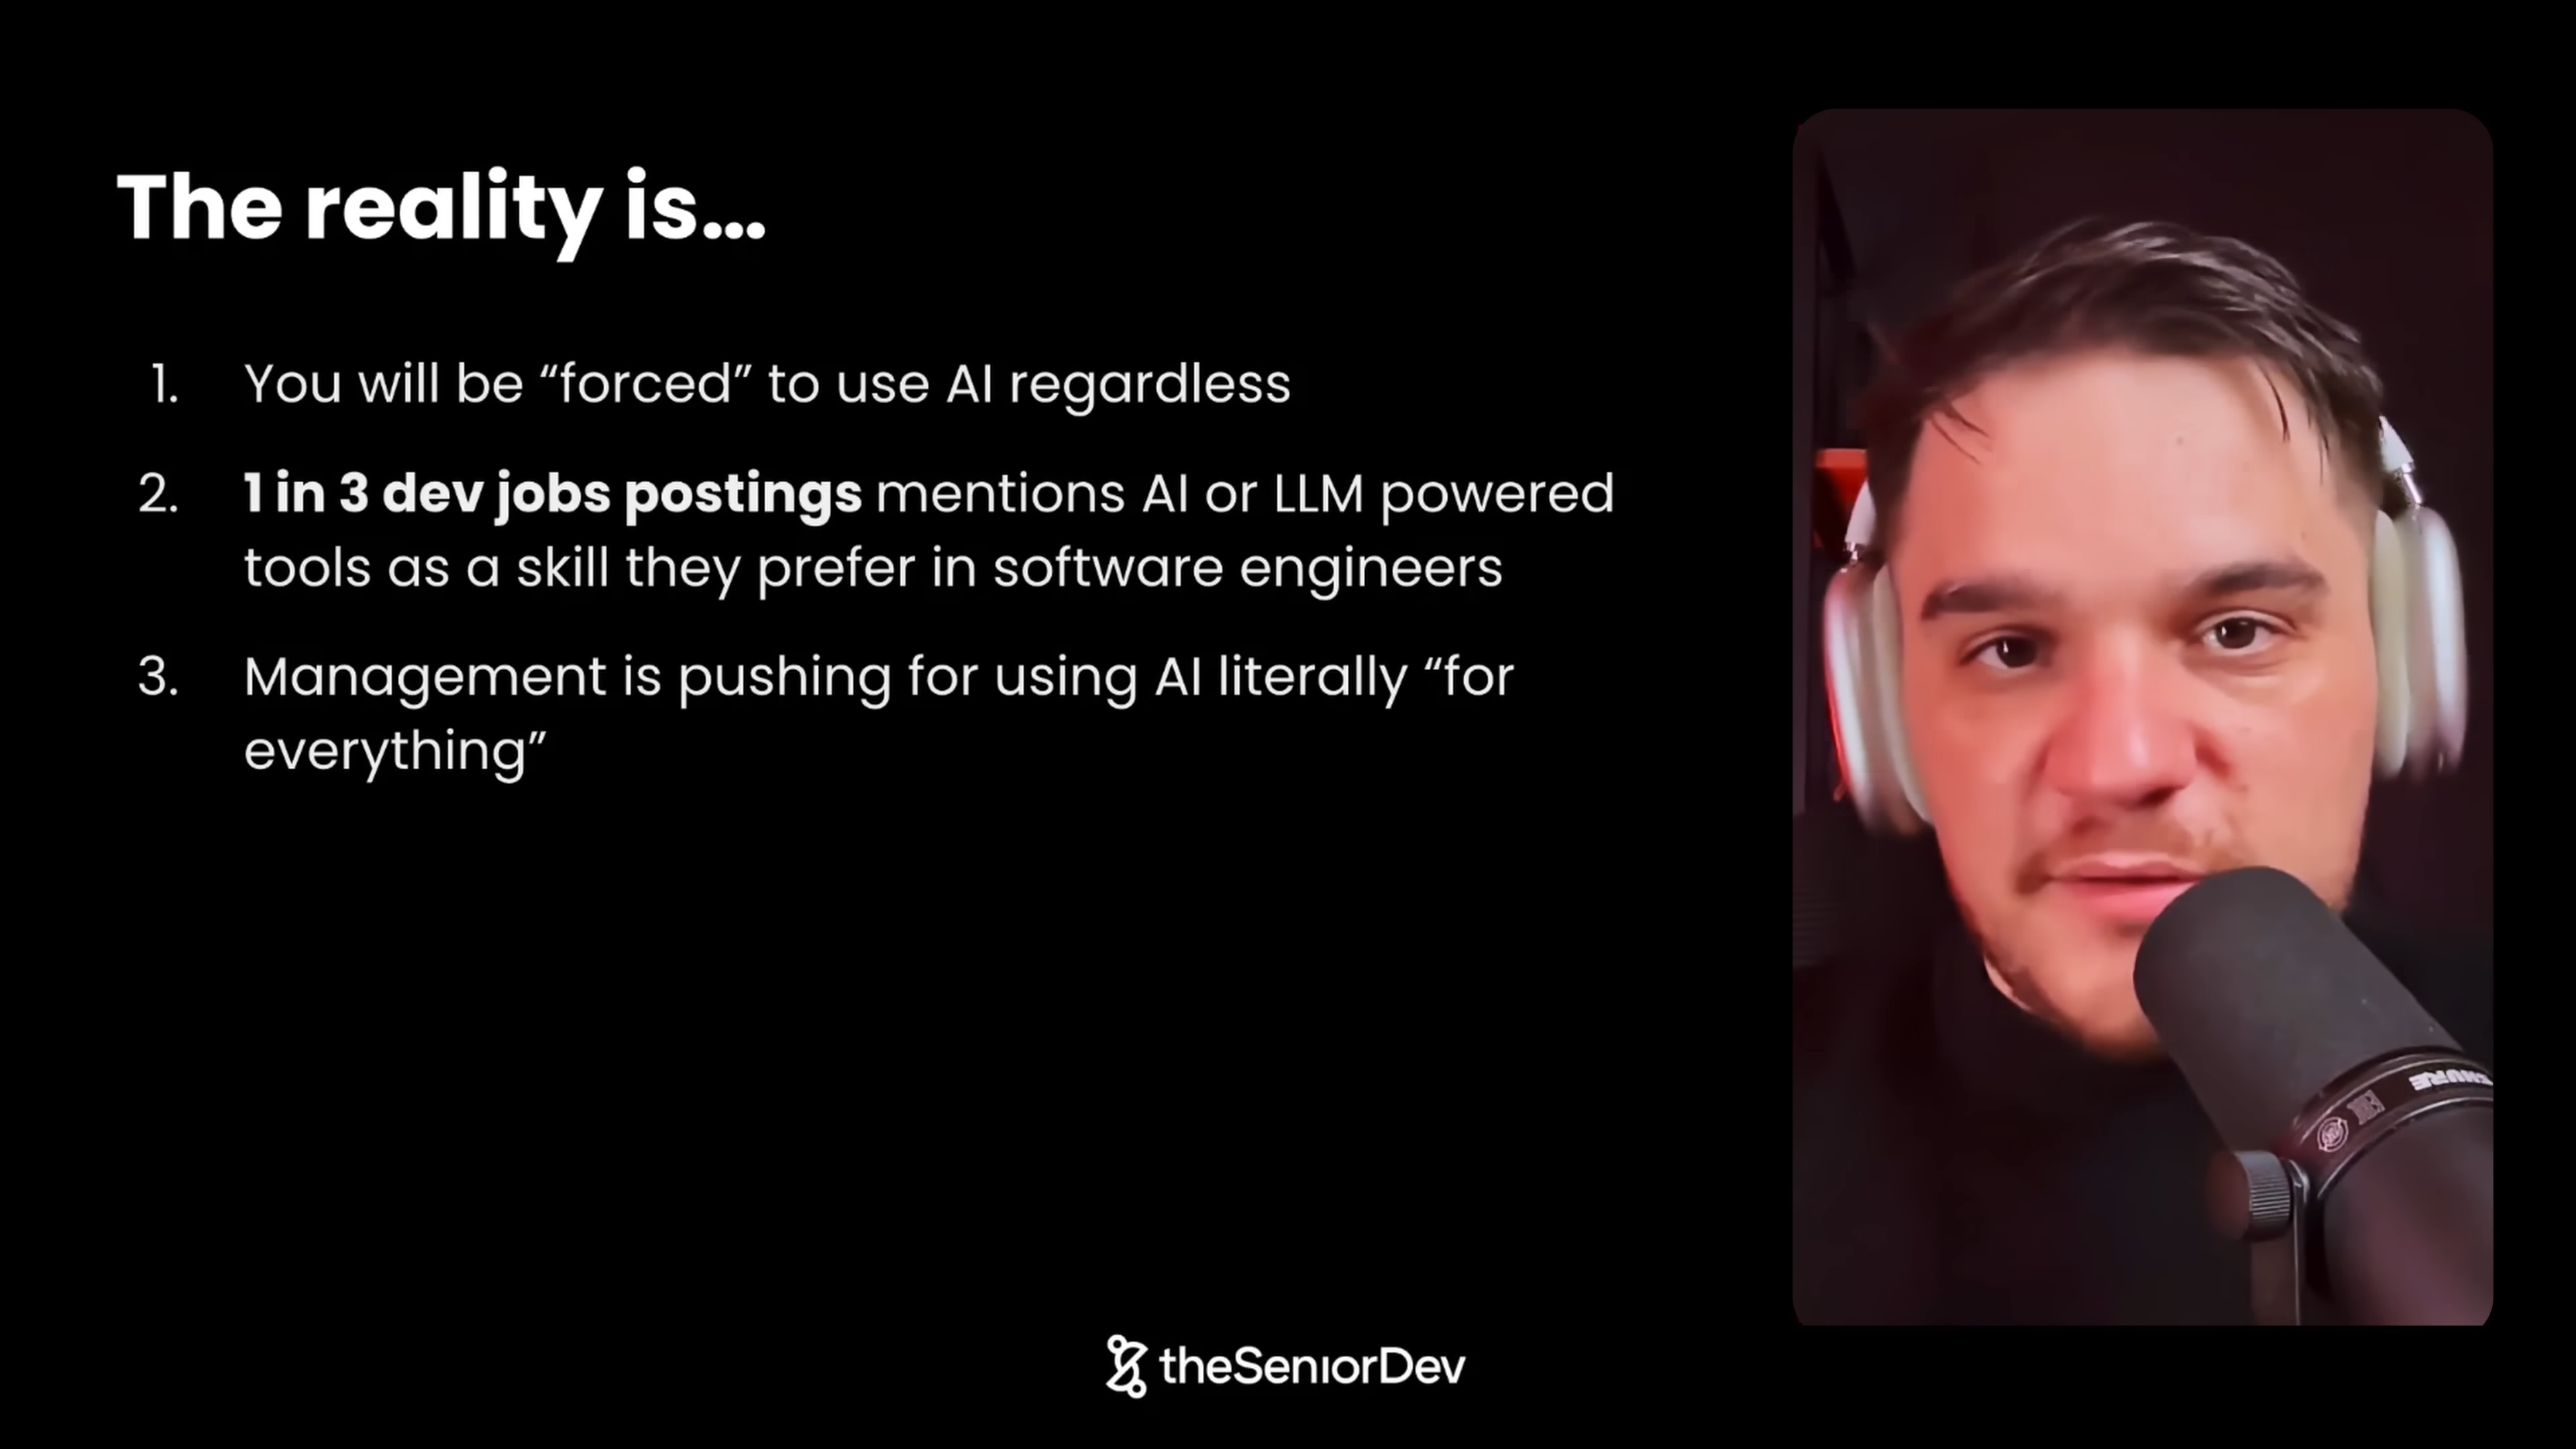 The reality is...
1. You will be “forced” to use AI regardless
2. 1 in 3 dev jobs postings mentions AI or LLM powered
tools as a skill they prefer in software engineers
3. Management is pushing for using AI literally “for
everything”
SHURE
theSeniorDev